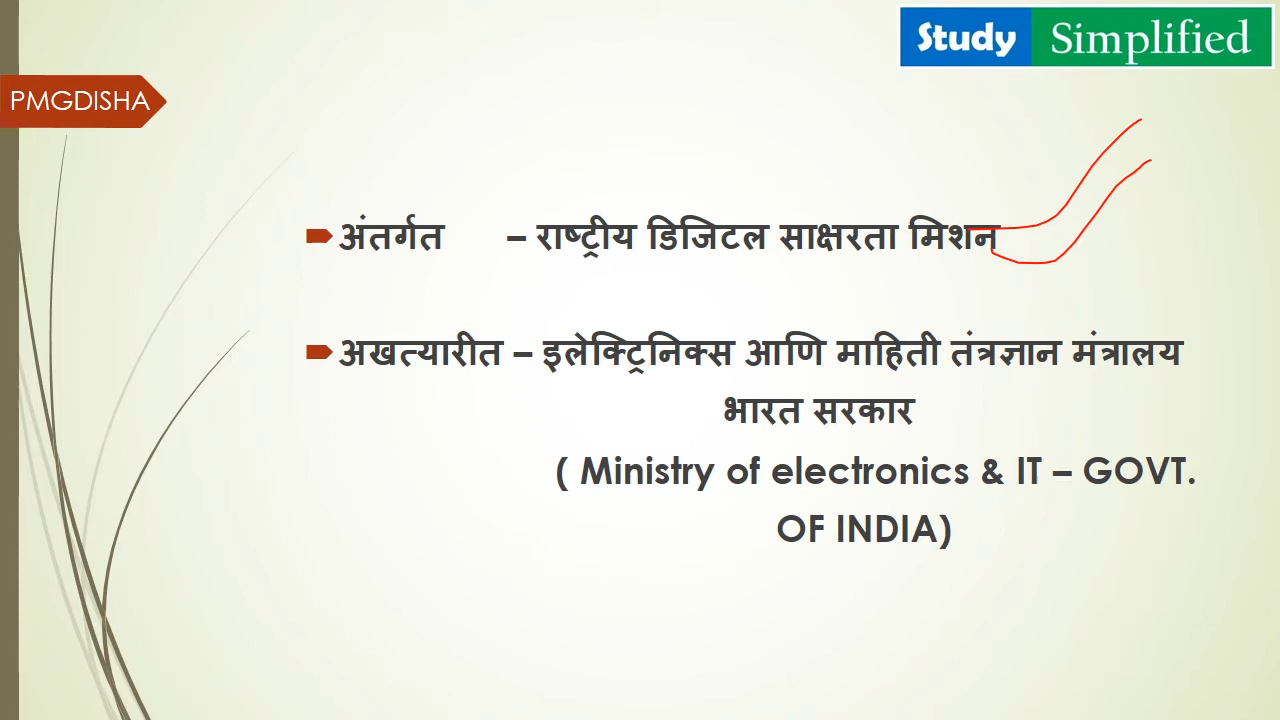 Study Simplified
PMGDISHA
अंतर्गत – राष्ट्रीय डिजिटल साक्षरता मिशन
अखत्यारीत – इलेक्ट्रिनिक्स आणि माहिती तंत्रज्ञान मंत्रालय
भारत सरकार
( Ministry of electronics & IT – GOVT.
OF INDIA)